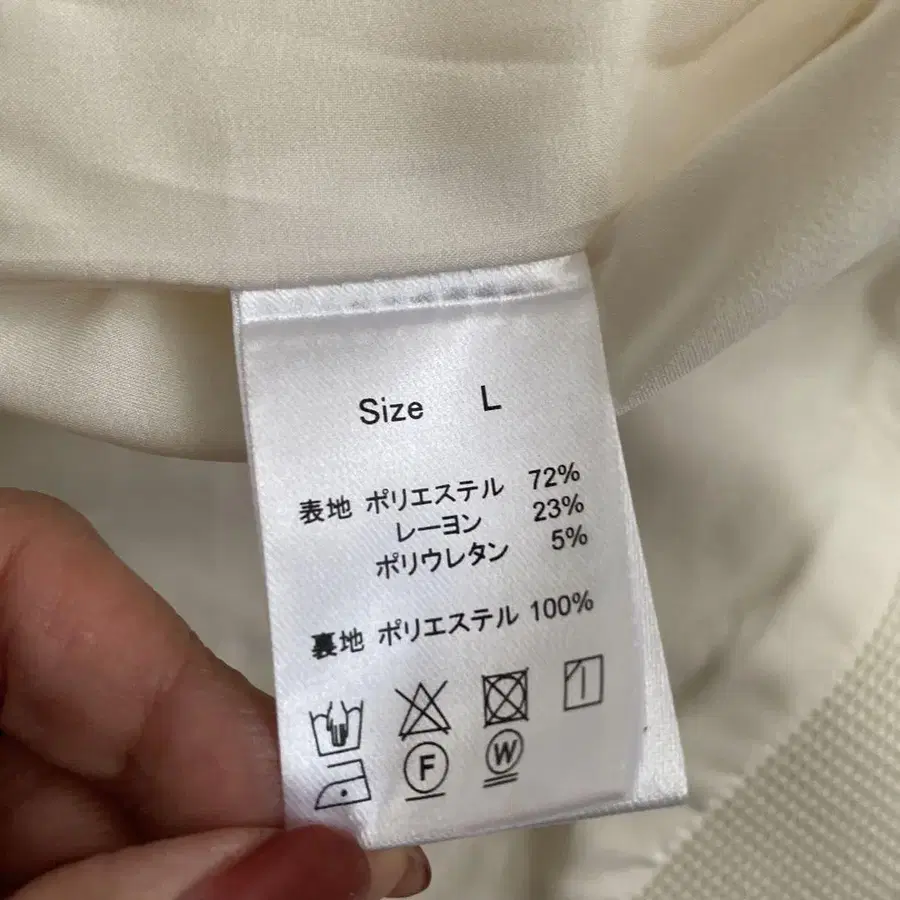 Size L
表地 ポリエステル 72%
レーヨン 23%
ポリウレタン 5%
裏地 ポリエステル 100%
F W